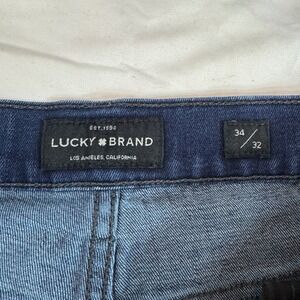 EST. 1990
LUCKY BRAND
LOS ANGELES, CALIFORNIA
34
32